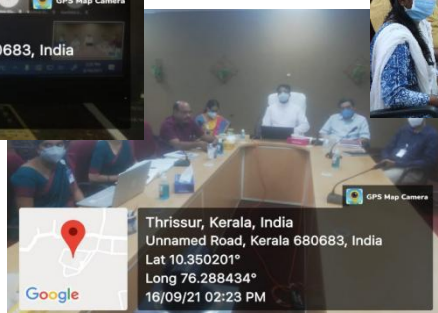 GPS Map Camera
0683, India
GPS Map Camera
Thrissur, Kerala, India
Unnamed Road, Kerala 680683, India
Lat 10.350201°
Long 76.288434°
16/09/21 02:23 PM
Google